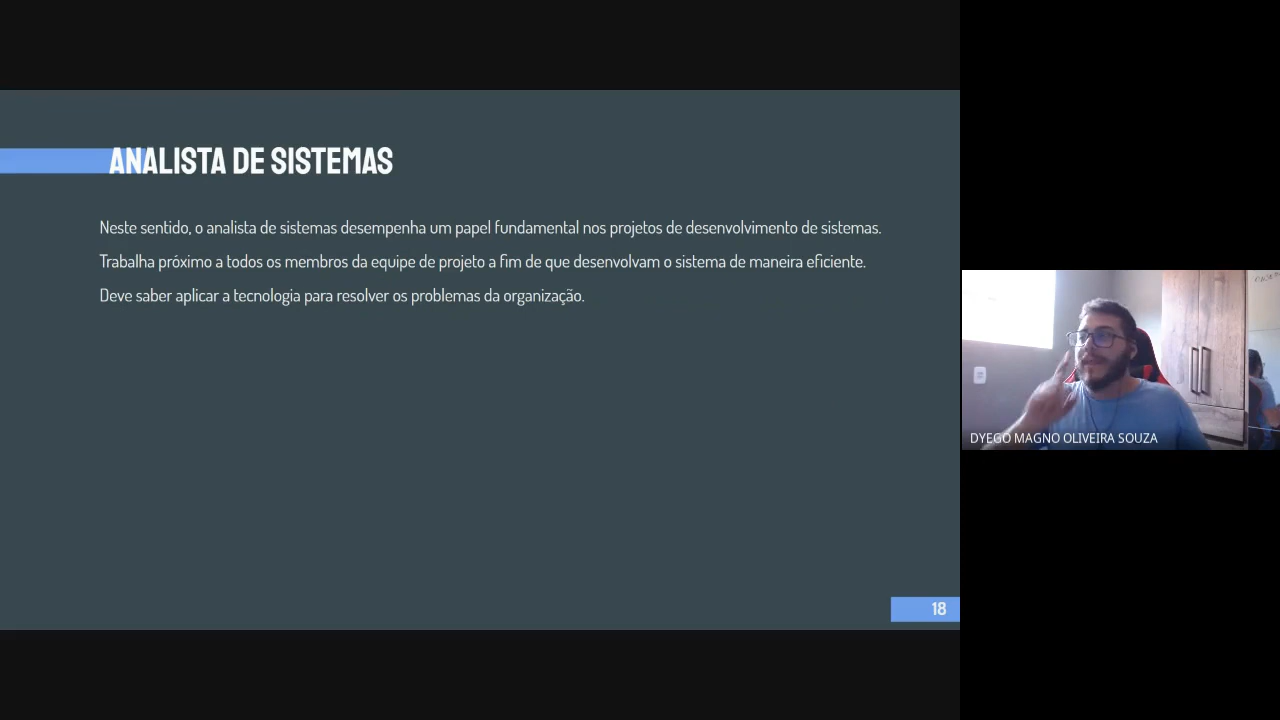 ANALISTA DE SISTEMAS
Neste sentido, o analista de sistemas desempenha um papel fundamental nos projetos de desenvolvimento de sistemas.
Trabalha próximo a todos os membros da equipe de projeto a fim de que desenvolvam o sistema de maneira eficiente.
Deve saber aplicar a tecnologia para resolver os problemas da organização.
18
DYEGO MAGNO OLIVEIRA SOUZA